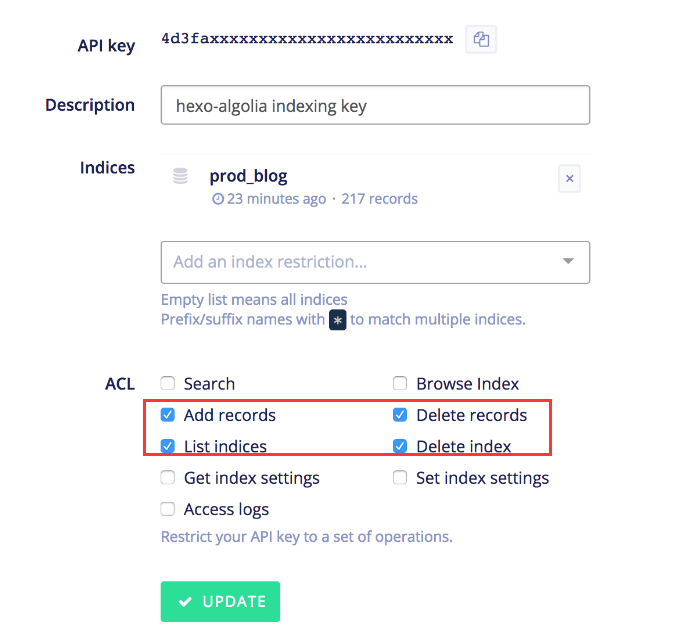 API key 4d3faxxxxxxxxxxxxxxxxxxxxxxxxx
Description hexo-algolia indexing key
Indices prod_blog ×
23 minutes ago · 217 records
Add an index restriction...
Empty list means all indices
Prefix/suffix names with * to match multiple indices.
ACL Search Browse Index
Add records Delete records
List indices Delete index
Get index settings Set index settings
Access logs
Restrict your API key to a set of operations.
UPDATE